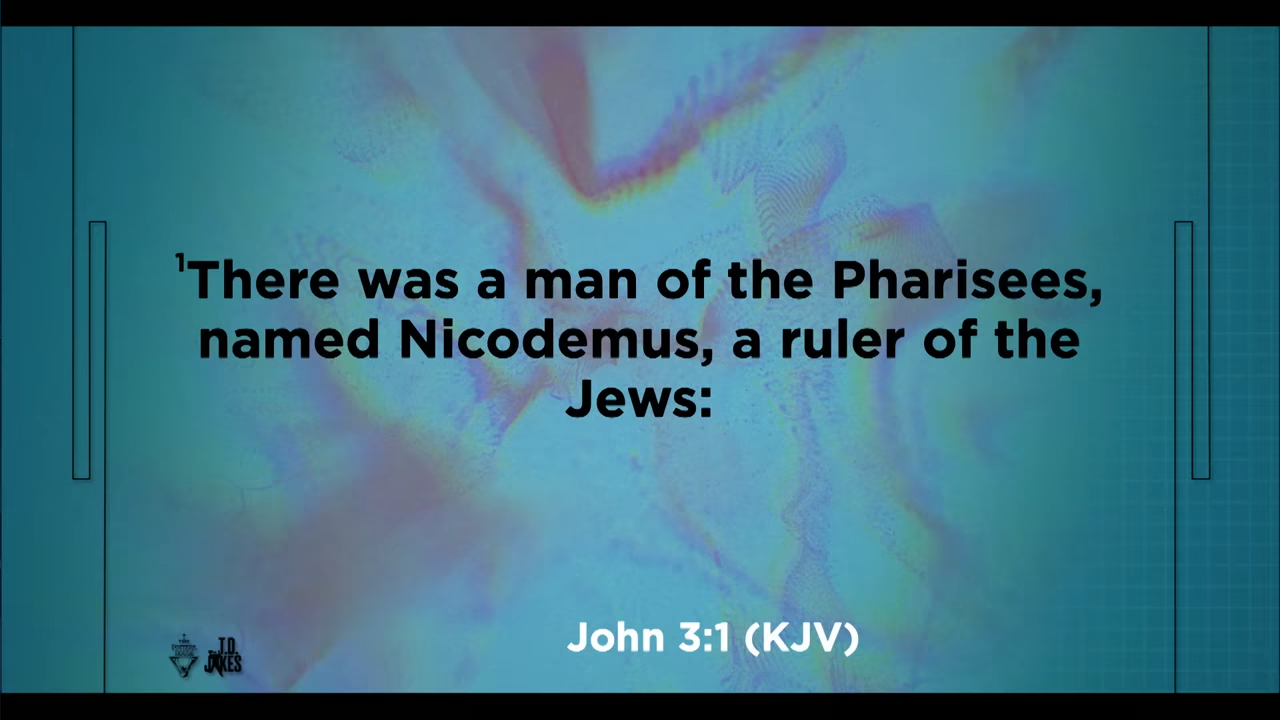 ¹There was a man of the Pharisees,
named Nicodemus, a ruler of the
Jews:
John 3:1 (KJV)
T.D.
JAKES